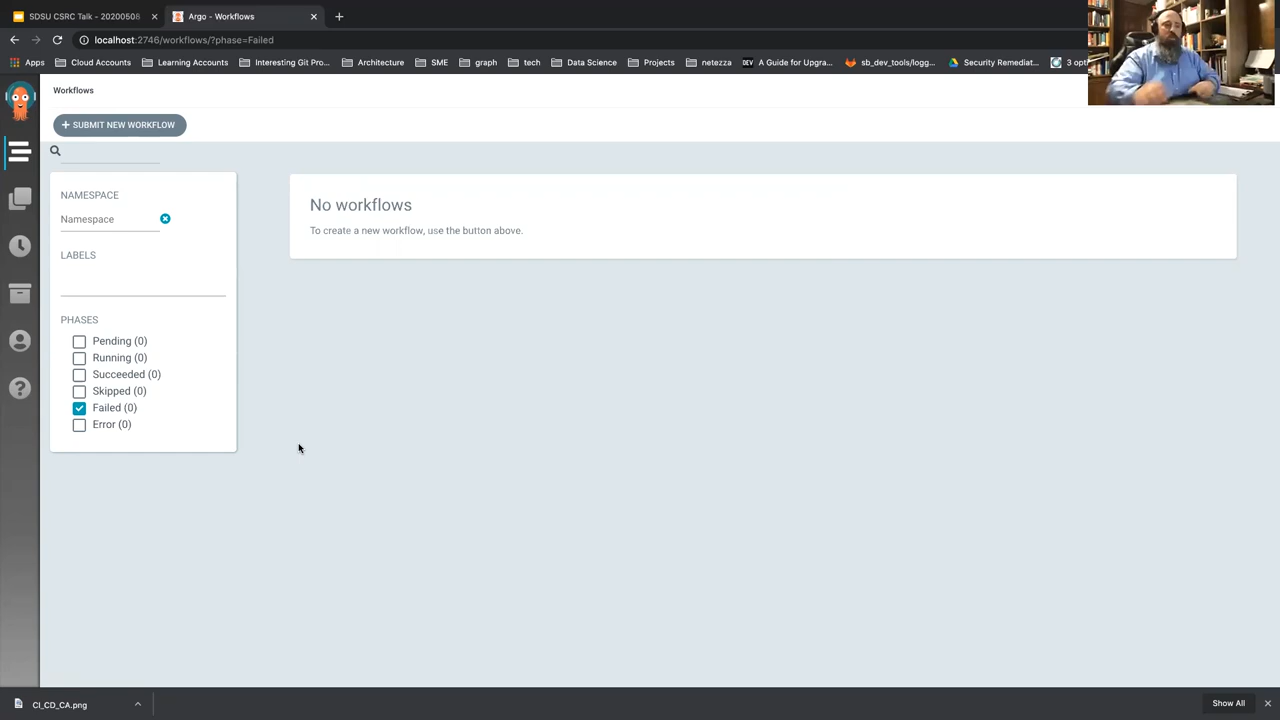 SDSU CSRC Talk - 20200508
Argo - Workflows
localhost:2746/workflows/?phase=Failed
Apps
Cloud Accounts
Learning Accounts
Interesting Git Pro...
Architecture
SME
graph
tech
Data Science
Projects
netezza
DEV
A Guide for Upgra...
sb_dev_tools/logg...
Security Remediat...
3 opti
Workflows
+ SUBMIT NEW WORKFLOW
NAMESPACE
Namespace
LABELS
PHASES
Pending (0)
Running (0)
Succeeded (0)
Skipped (0)
Failed (0)
Error (0)
No workflows
To create a new workflow, use the button above.
CI_CD_CA.png
Show All